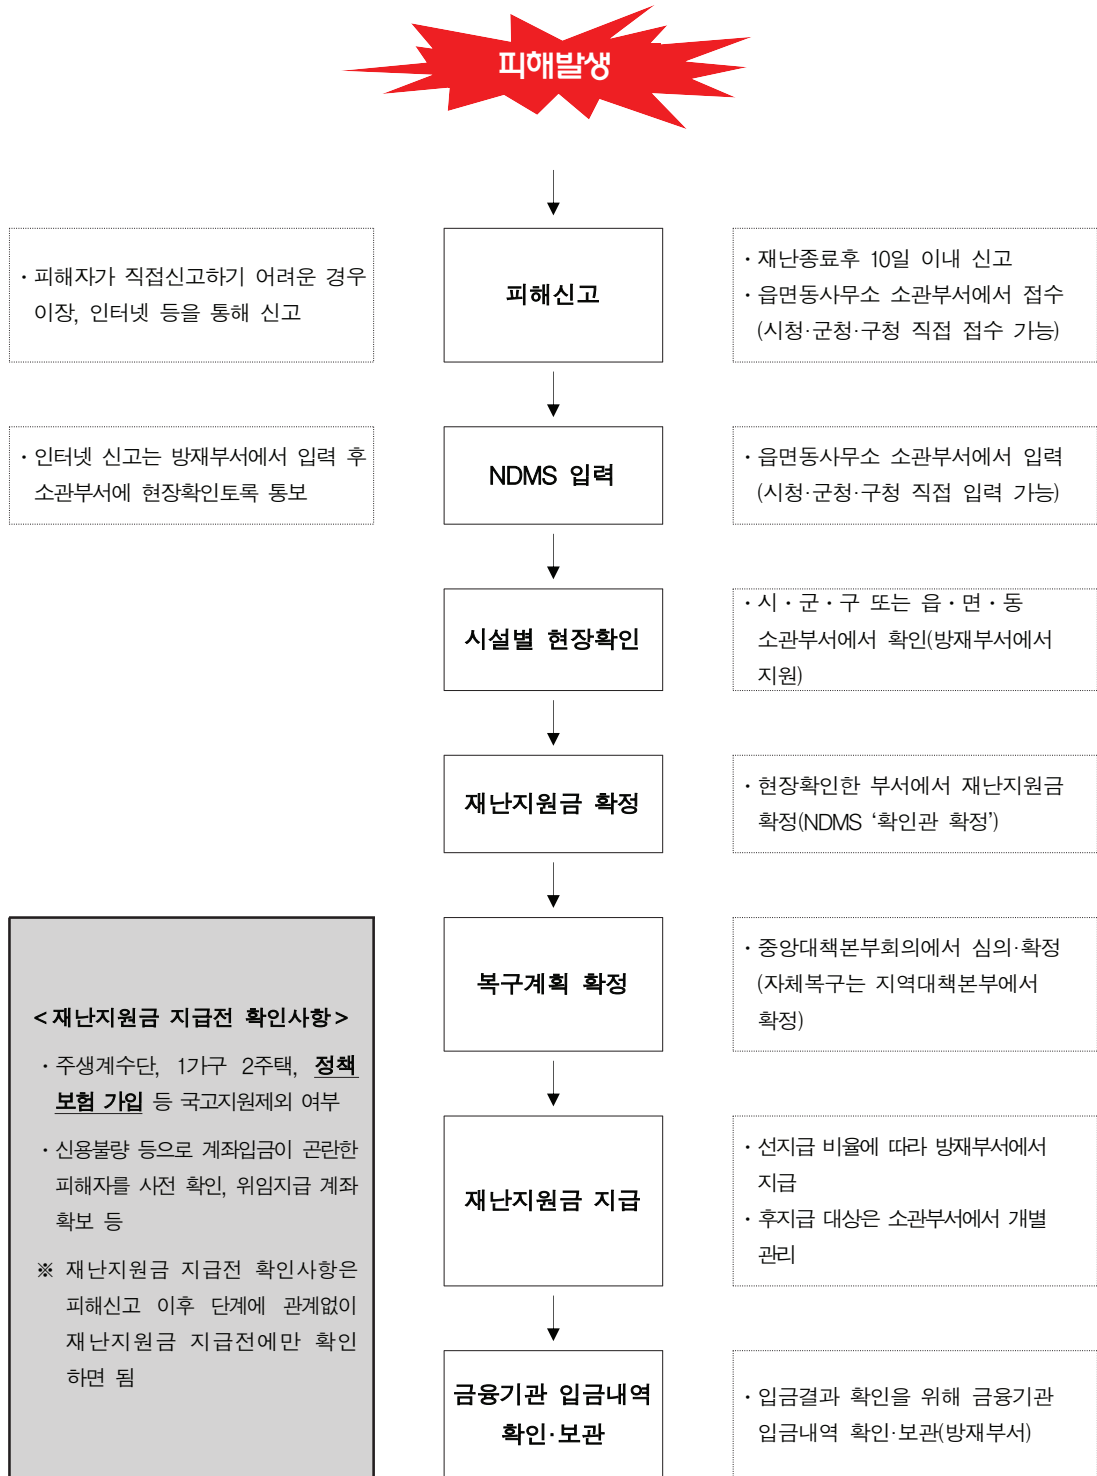 피해발생
· 피해자가 직접신고하기 어려운 경우
이장, 인터넷 등을 통해 신고
피해신고
· 재난종료후 10일 이내 신고
· 읍면동사무소 소관부서에서 접수
(시청·군청·구청 직접 접수 가능)
· 인터넷 신고는 방재부서에서 입력 후
소관부서에 현장확인토록 통보
NDMS 입력
· 읍면동사무소 소관부서에서 입력
(시청·군청·구청 직접 입력 가능)
시설별 현장확인
· 시·군·구 또는 읍·면·동
소관부서에서 확인(방재부서에서
지원)
재난지원금 확정
· 현장확인한 부서에서 재난지원금
확정(NDMS ‘확인관 확정’)
복구계획 확정
· 중앙대책본부회의에서 심의·확정
(자체복구는 지역대책본부에서
확정)
<재난지원금 지급전 확인사항>
· 주생계수단, 1가구 2주택, 정책
보험 가입 등 국고지원제외 여부
· 신용불량 등으로 계좌입금이 곤란한
피해자를 사전 확인, 위임지급 계좌
확보 등
※ 재난지원금 지급전 확인사항은
피해신고 이후 단계에 관계없이
재난지원금 지급전에만 확인
하면 됨
재난지원금 지급
· 선지급 비율에 따라 방재부서에서
지급
· 후지급 대상은 소관부서에서 개별
관리
금융기관 입금내역
확인·보관
· 입금결과 확인을 위해 금융기관
입금내역 확인·보관(방재부서)